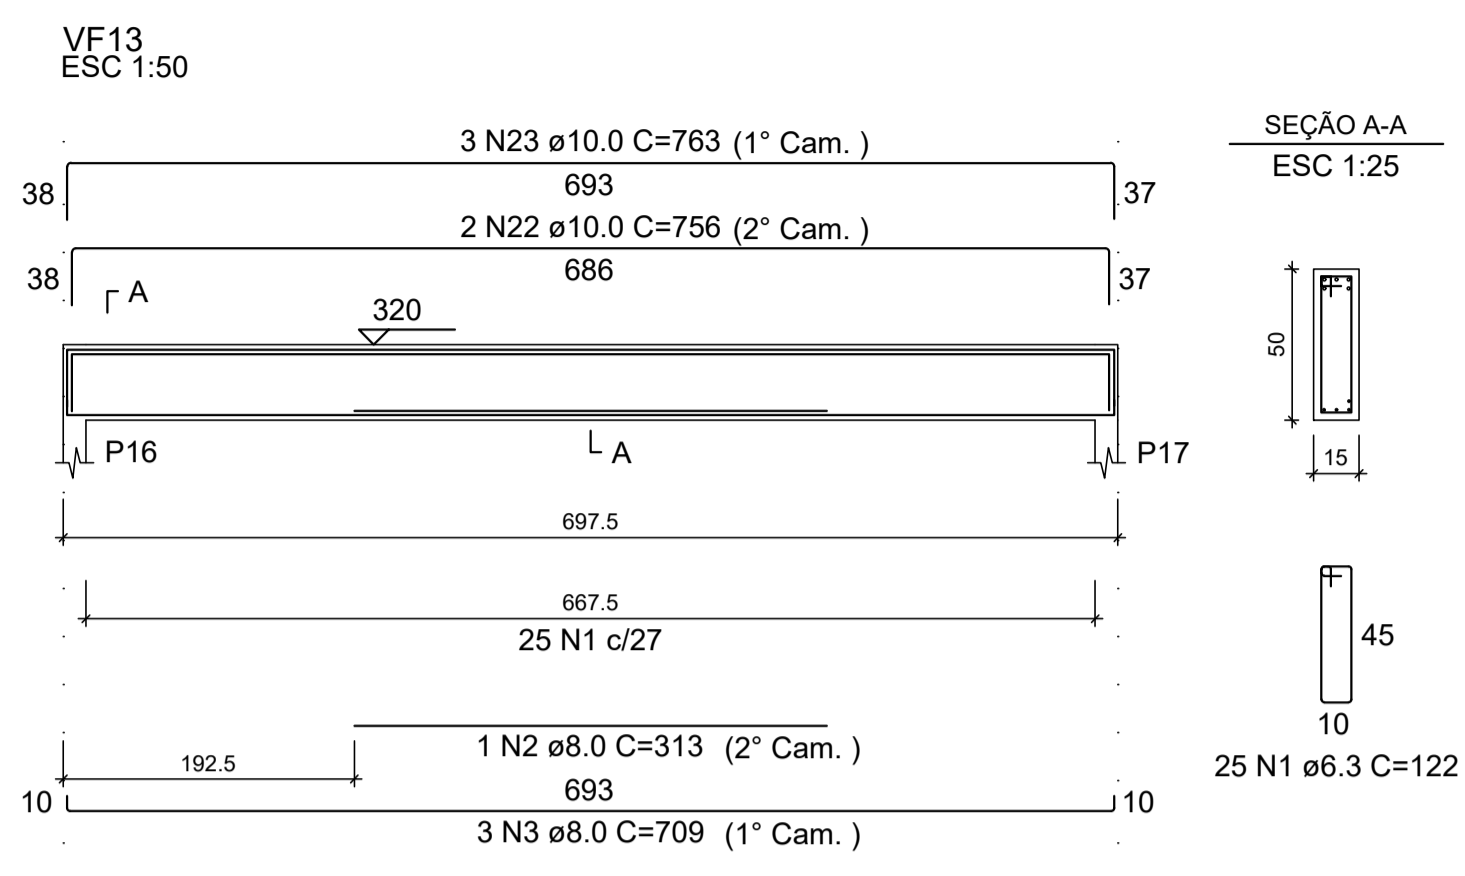 VF13
ESC 1:50
3 N23 ø10.0 C=763 (1° Cam. )
38
693
37
2 N22 ø10.0 C=756 (2° Cam. )
38
686
37
A
320
P16
A
P17
697.5
667.5
25 N1 c/27
1 N2 ø8.0 C=313 (2° Cam. )
192.5
10
693
10
3 N3 ø8.0 C=709 (1° Cam. )
SEÇÃO A-A
ESC 1:25
50
15
45
10
25 N1 ø6.3 C=122